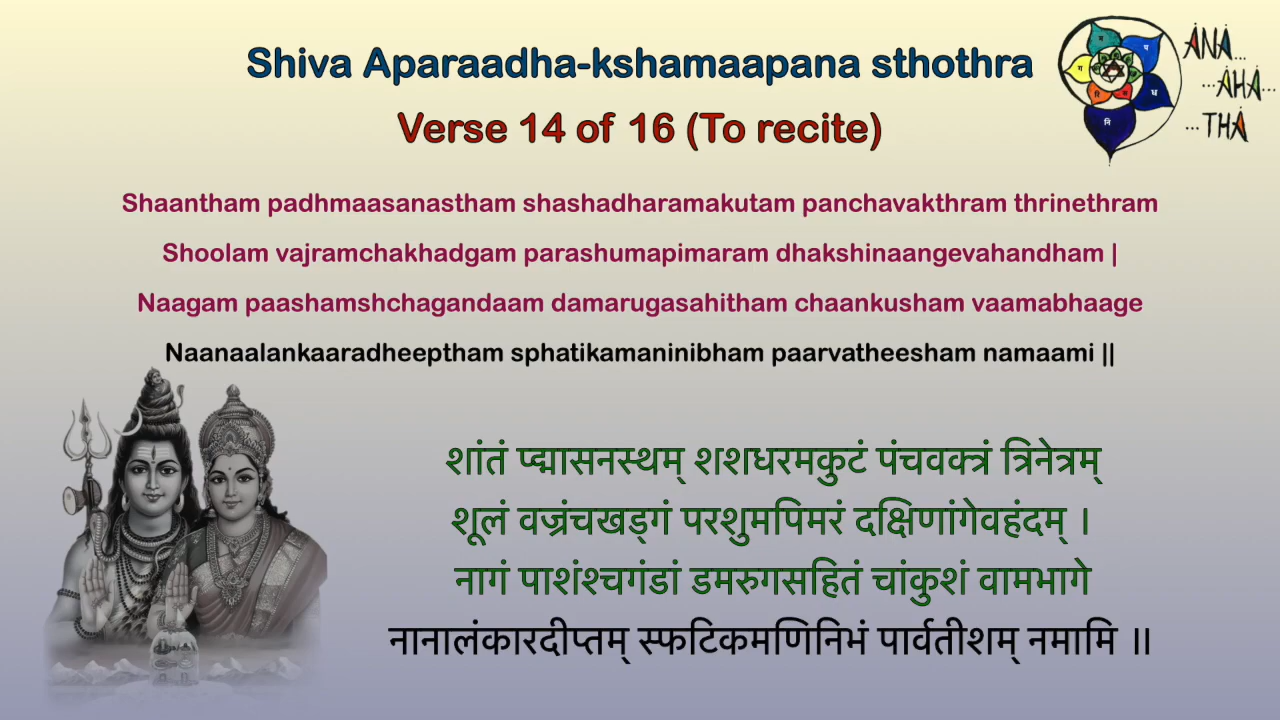 Shiva Aparaadha-kshamaapana sthothra
Verse 14 of 16 (To recite)
ANA...
...AHA...
...THA
Shaantham padhmaasanastham shashadharamakutam panchavakthram thrinethram
Shoolam vajramchakhadgam parashumapimaram dhakshinaangevahandham |
Naagam paashamshchagandaam damarugasahitham chaankusham vaamabhaage
Naanaalankaaradheeptham sphatikamaninibham paarvatheesham namaami ||
शांतं प्द्मासनस्थम् शशधरमकुटं पंचवक्त्रं त्रिनेत्रम्
शूलं वज्रंचखड्गं परशुमपिमरं दक्षिणांगेवहंदम् ।
नागं पाशंश्चगंडां डमरुगसहितं चांकुशं वामभागे
नानालंकारदीप्तम् स्फटिकमणिनिभं पार्वतीशम् नमामि ॥